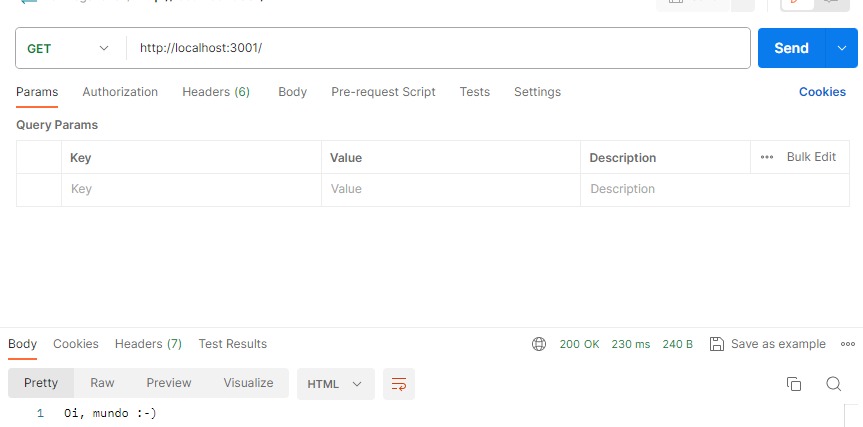 GET http://localhost:3001/ Send
Params Authorization Headers (6) Body Pre-request Script Tests Settings Cookies
Query Params
Key Value Description ••• Bulk Edit
Key Value Description
Body Cookies Headers (7) Test Results 200 OK 230 ms 240 B Save as example •••
Pretty Raw Preview Visualize HTML
1 Oi, mundo :-)